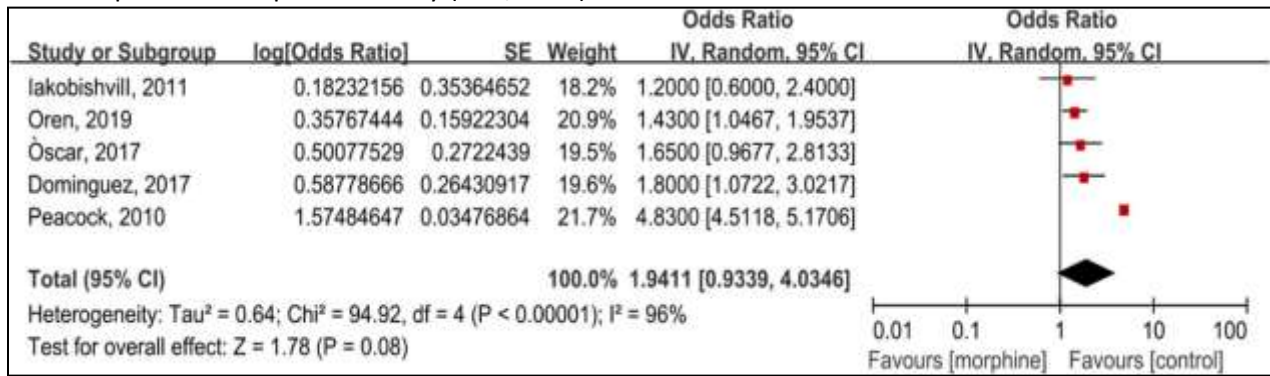 Odds Ratio Odds Ratio
Study or Subgroup log[Odds Ratio] SE Weight IV, Random, 95% CI IV, Random, 95% CI
Iakobishvill, 2011 0.18232156 0.35364652 18.2% 1.2000 [0.6000, 2.4000]
Oren, 2019 0.35767444 0.15922304 20.9% 1.4300 [1.0467, 1.9537]
Òscar, 2017 0.50077529 0.2722439 19.5% 1.6500 [0.9677, 2.8133]
Dominguez, 2017 0.58778666 0.26430917 19.6% 1.8000 [1.0722, 3.0217]
Peacock, 2010 1.57484647 0.03476864 21.7% 4.8300 [4.5118, 5.1706]
Total (95% CI) 100.0% 1.9411 [0.9339, 4.0346]
Heterogeneity: Tau² = 0.64; Chi² = 94.92, df = 4 (P < 0.00001); I² = 96%
Test for overall effect: Z = 1.78 (P = 0.08)
0.01 0.1 1 10 100
Favours [morphine] Favours [control]